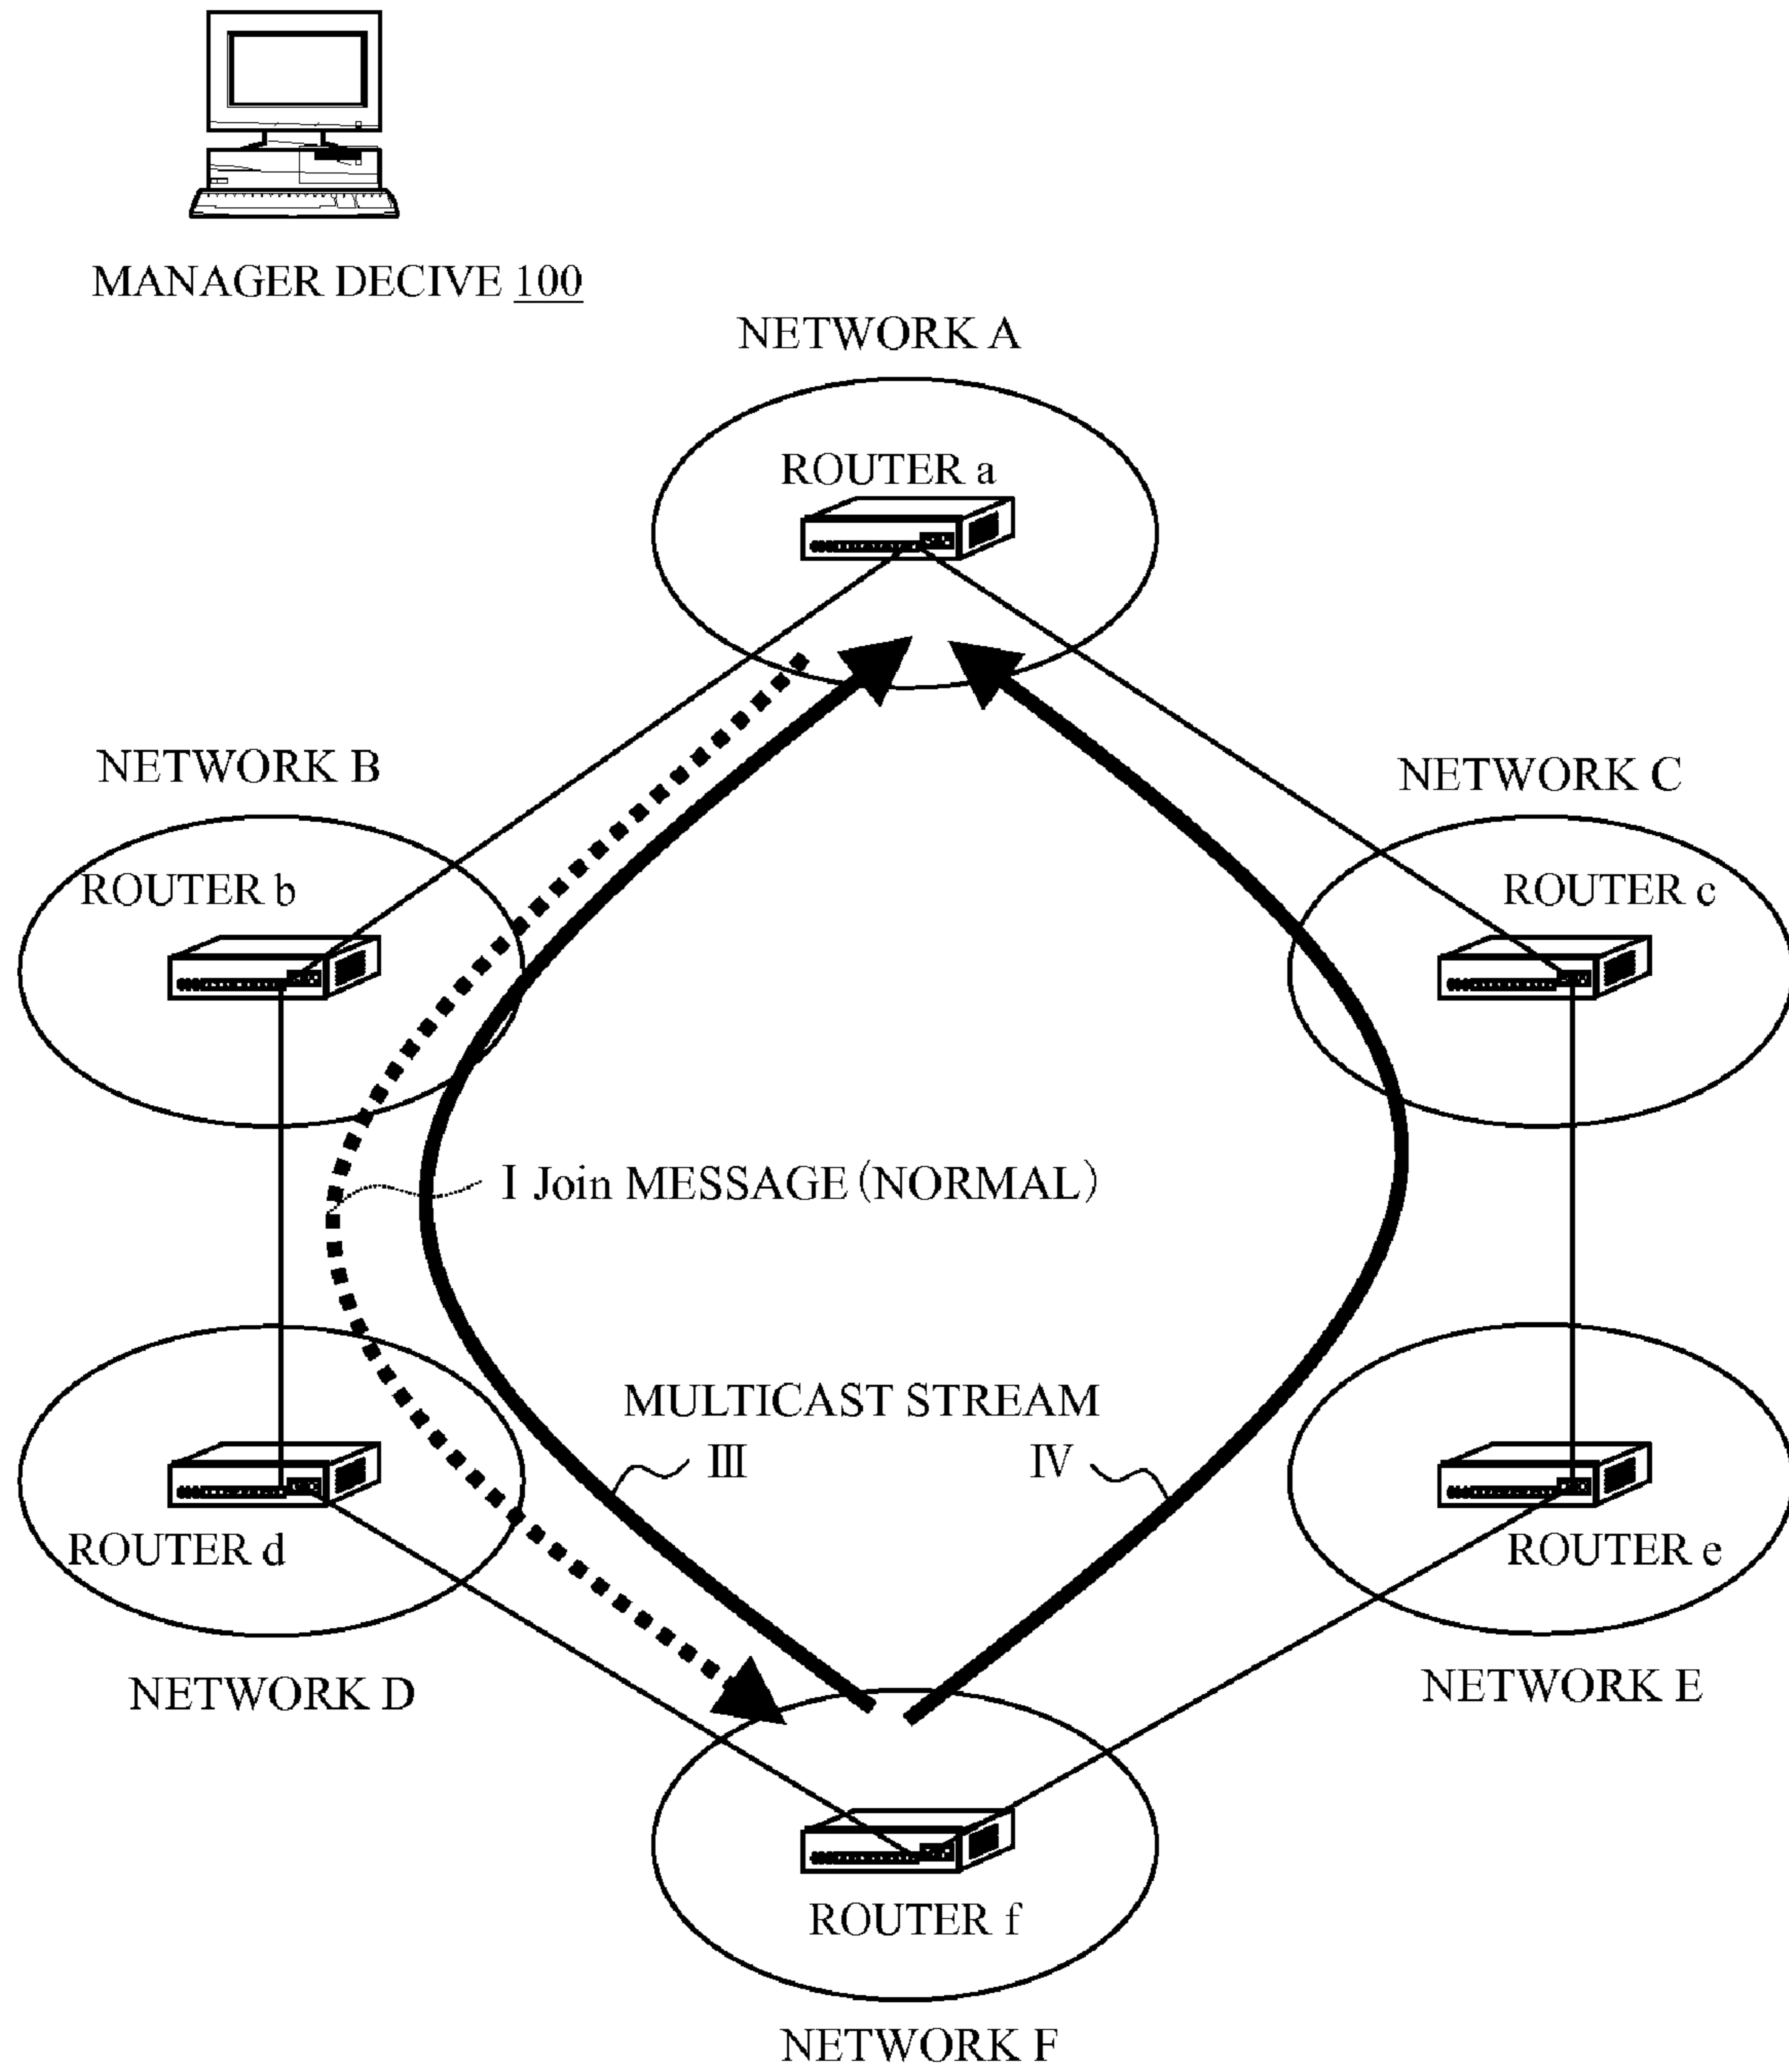 MANAGER DECIVE 100
NETWORK A
ROUTER a
NETWORK B
NETWORK C
ROUTER b
ROUTER c
I Join MESSAGE (NORMAL)
MULTICAST STREAM
III
IV
ROUTER d
ROUTER e
NETWORK D
NETWORK E
ROUTER f
NETWORK F